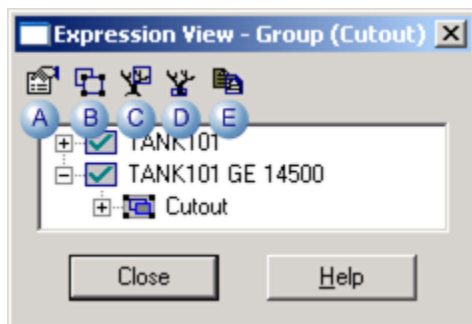 Expression View - Group (Cutout)
A B C D E
TANK101
TANK101 GE 14500
Cutout
Close Help